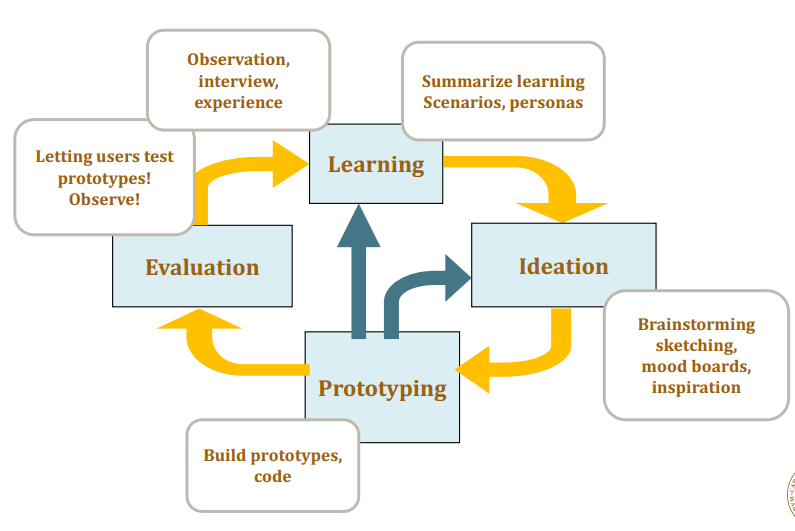 Observation,
interview,
experience
Summarize learning
Scenarios, personas
Letting users test
prototypes!
Observe!
Learning
Evaluation
Ideation
Brainstorming
sketching,
mood boards,
inspiration
Prototyping
Build prototypes,
code